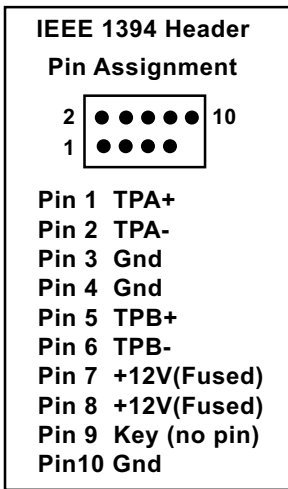 IEEE 1394 Header
Pin Assignment
2 10
1
Pin 1 TPA+
Pin 2 TPA-
Pin 3 Gnd
Pin 4 Gnd
Pin 5 TPB+
Pin 6 TPB-
Pin 7 +12V(Fused)
Pin 8 +12V(Fused)
Pin 9 Key (no pin)
Pin10 Gnd